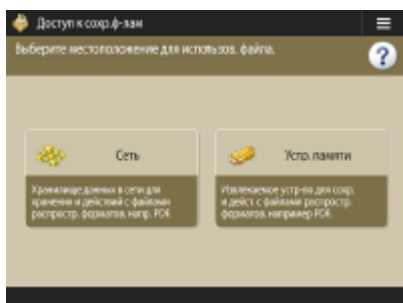 Доступ к сохр.ф-лам
Выберите местоположение для использов. файла.
?
Сеть
Устр. памяти
Хранилище данных в сети для
хранения и действий с файлами
распростр. форматов, напр. PDF.
Извлекаемое устр-во для сохр.
и дейст. с файлами распростр.
форматов, например PDF.